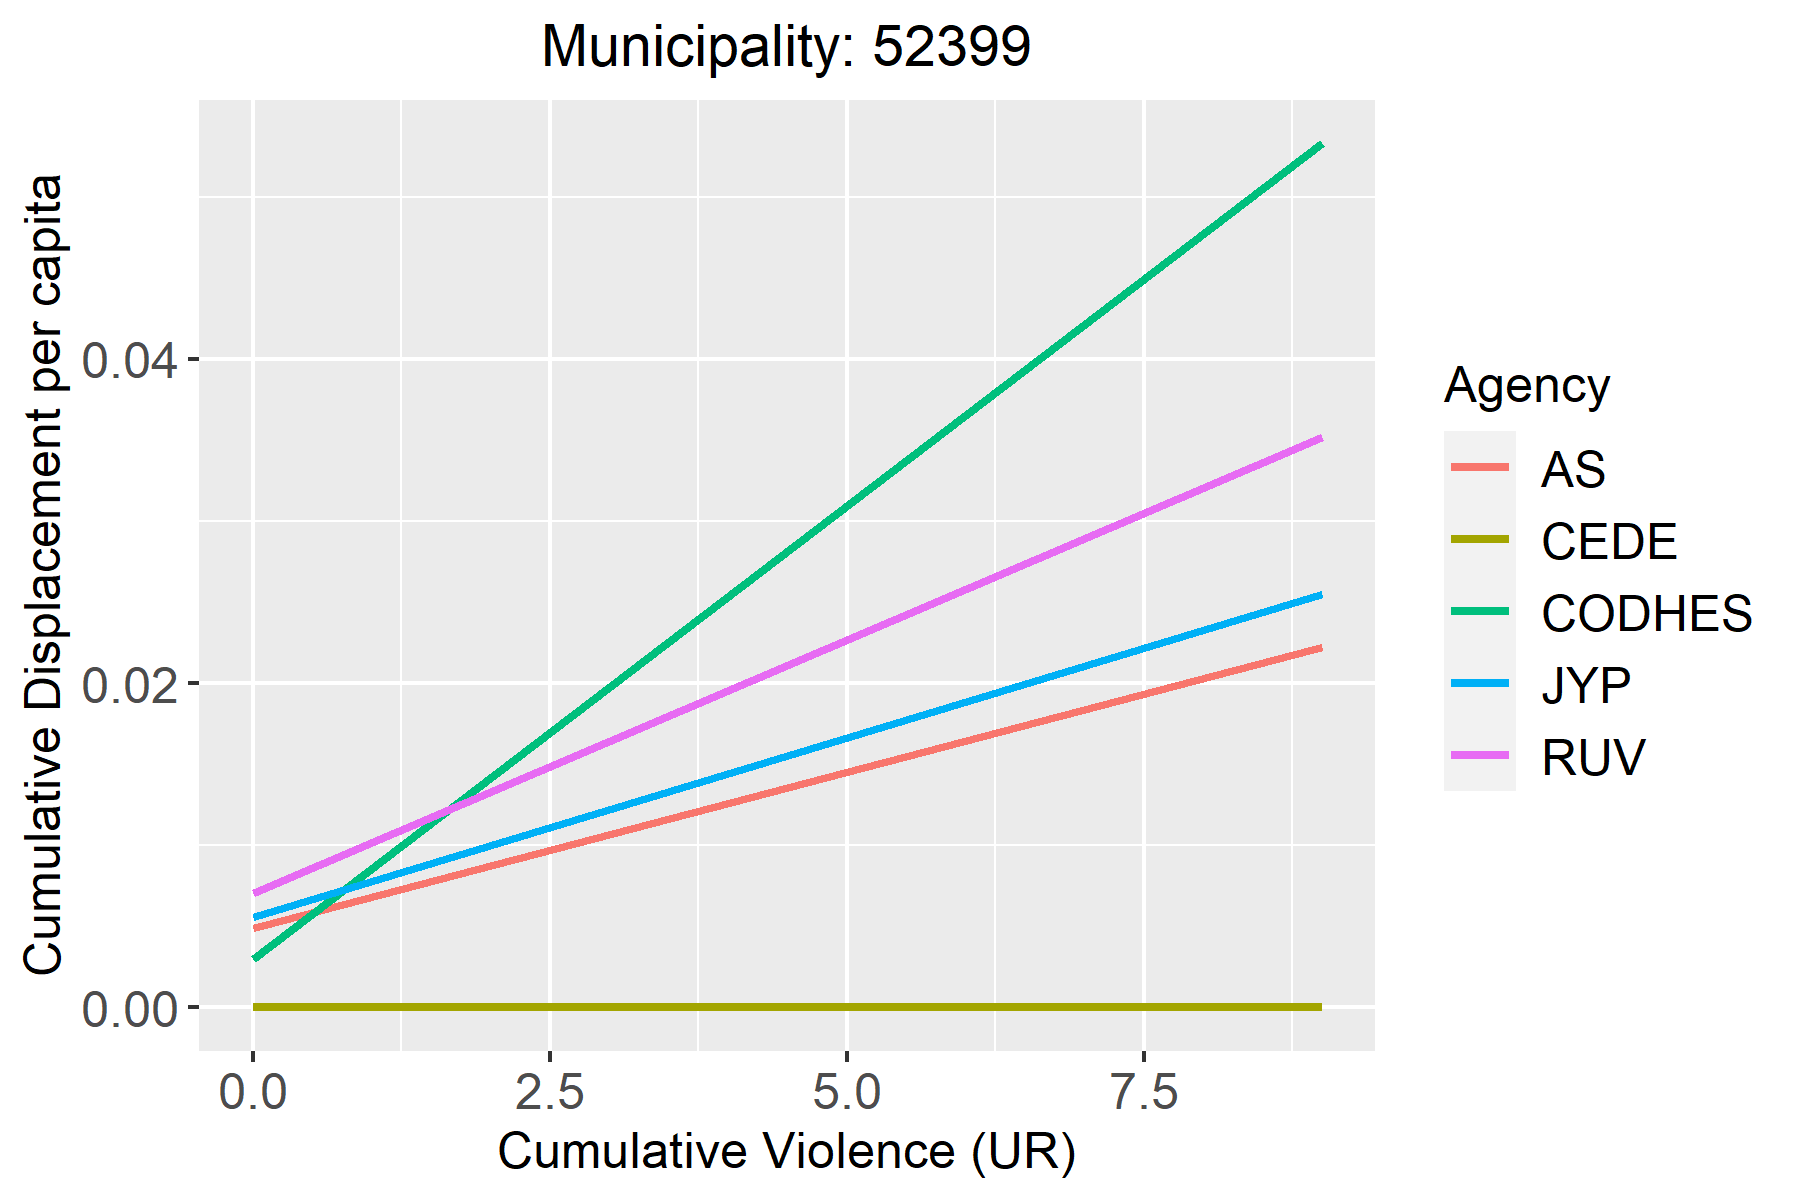 Municipality: 52399
Cumulative Displacement per capita
0.04
0.02
0.00
0.0 2.5 5.0 7.5
Cumulative Violence (UR)
Agency
AS
CEDE
CODHES
JYP
RUV